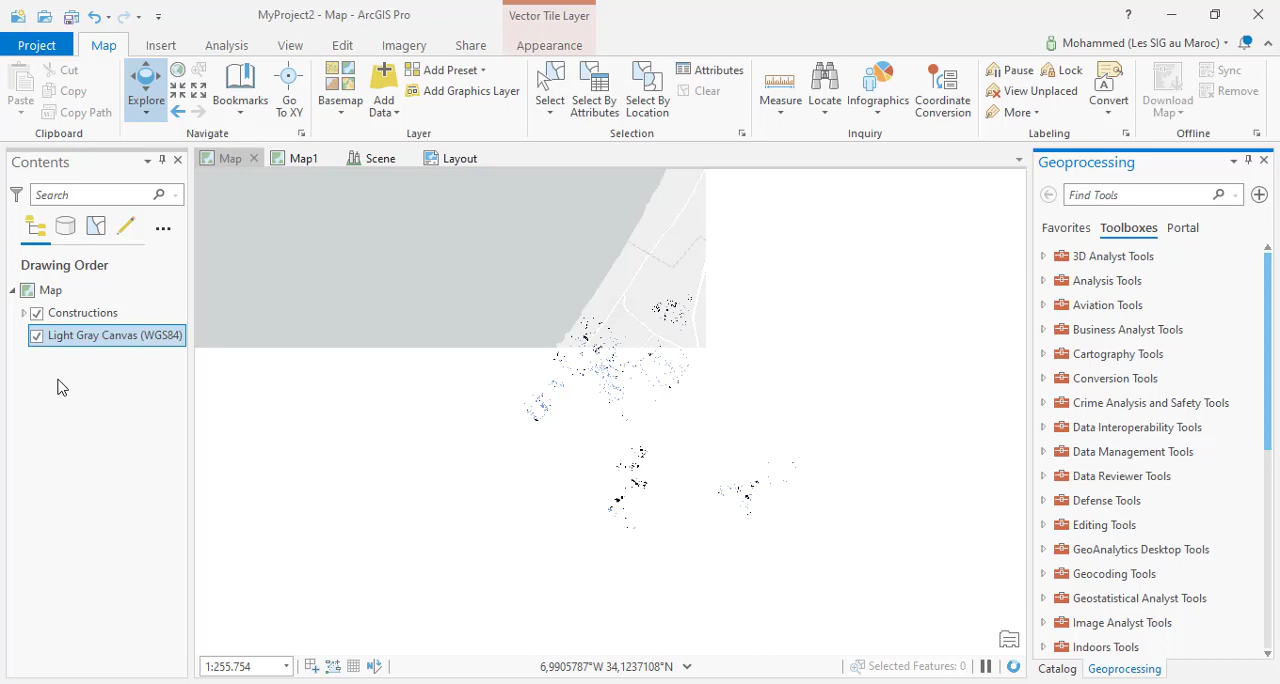 MyProject2 - Map - ArcGIS Pro
Vector Tile Layer
?
Project
Map
Insert
Analysis
View
Edit
Imagery
Share
Appearance
Mohammed (Les SIG au Maroc)
Paste
Cut
Copy
Copy Path
Clipboard
Explore
Bookmarks
Go To XY
Navigate
Basemap
Add Data
Add Preset
Add Graphics Layer
Layer
Select
Select By Attributes
Select By Location
Attributes
Clear
Selection
Measure
Locate
Infographics
Coordinate Conversion
Inquiry
Pause
Lock
View Unplaced
More
Convert
Labeling
Download Map
Sync
Remove
Offline
Contents
Search
Drawing Order
Map
Constructions
Light Gray Canvas (WGS84)
Map
Map1
Scene
Layout
1:255.754
6,9905787°W 34,1237108°N
Selected Features: 0
Geoprocessing
Find Tools
Favorites
Toolboxes
Portal
3D Analyst Tools
Analysis Tools
Aviation Tools
Business Analyst Tools
Cartography Tools
Conversion Tools
Crime Analysis and Safety Tools
Data Interoperability Tools
Data Management Tools
Data Reviewer Tools
Defense Tools
Editing Tools
GeoAnalytics Desktop Tools
Geocoding Tools
Geostatistical Analyst Tools
Image Analyst Tools
Indoors Tools
Catalog
Geoprocessing